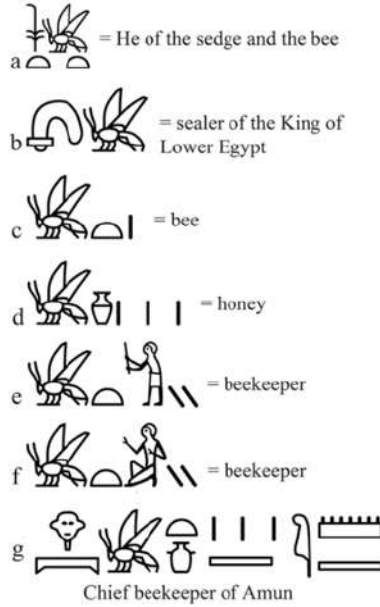 a = He of the sedge and the bee
b = sealer of the King of
Lower Egypt
c = bee
d = honey
e = beekeeper
f = beekeeper
g
Chief beekeeper of Amun